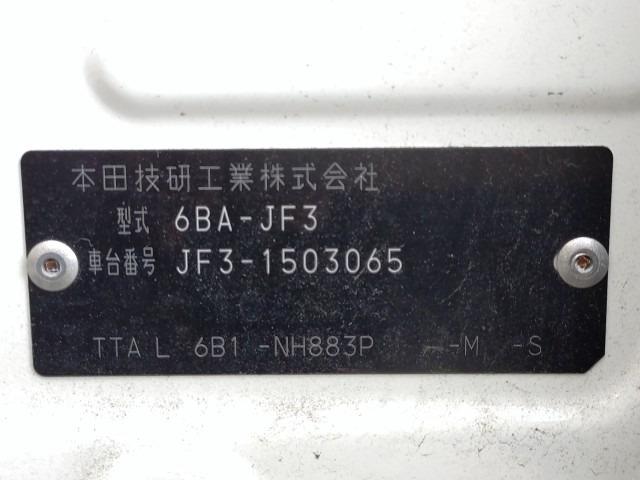 本田技研工業株式会社
型式 6BA-JF3
車台番号 JF3-1503065
TTA L 6B1 -NH883P - -M -S